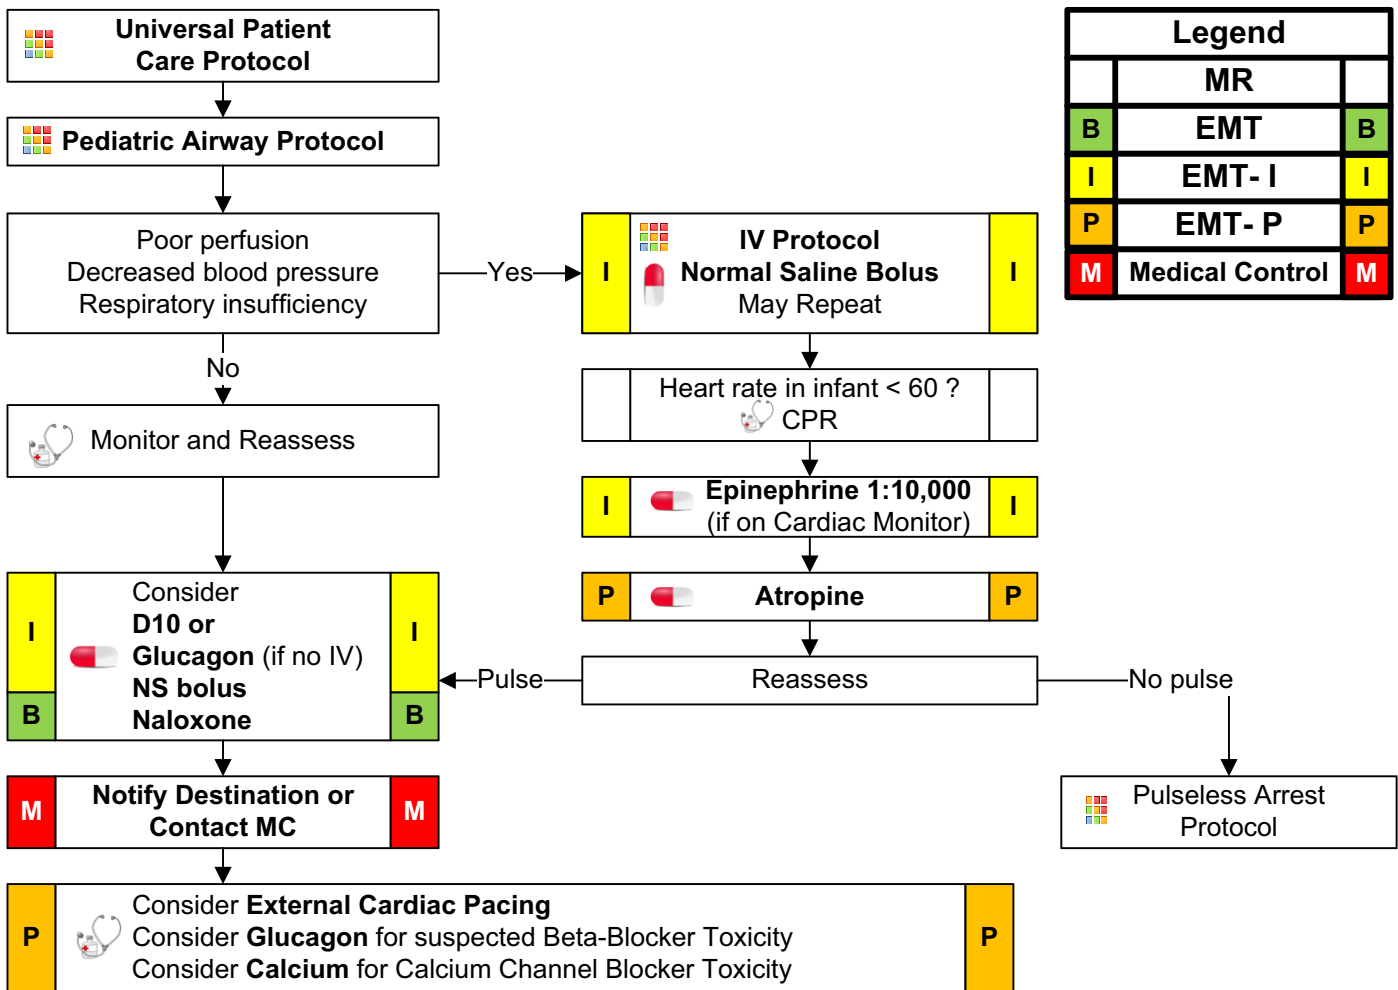 Universal Patient
Care Protocol
Pediatric Airway Protocol
Poor perfusion
Decreased blood pressure
Respiratory insufficiency
Yes
No
Monitor and Reassess
I
IV Protocol
Normal Saline Bolus
May Repeat
I
Heart rate in infant < 60 ?
CPR
I
Epinephrine 1:10,000
(if on Cardiac Monitor)
I
P
Atropine
P
Reassess
Pulse
No pulse
Pulseless Arrest
Protocol
I
B
Consider
D10 or
Glucagon (if no IV)
NS bolus
Naloxone
I
B
M
Notify Destination or
Contact MC
M
P
Consider External Cardiac Pacing
Consider Glucagon for suspected Beta-Blocker Toxicity
Consider Calcium for Calcium Channel Blocker Toxicity
P
Legend
MR
B EMT B
I EMT- I I
P EMT- P P
M Medical Control M